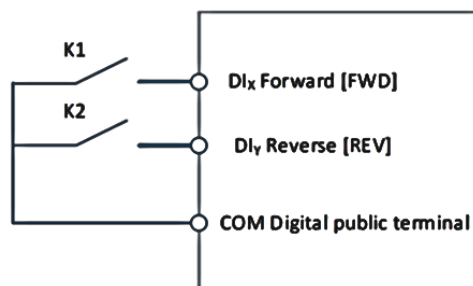 K1
DIx Forward [FWD]
K2
DIY Reverse [REV]
COM Digital public terminal